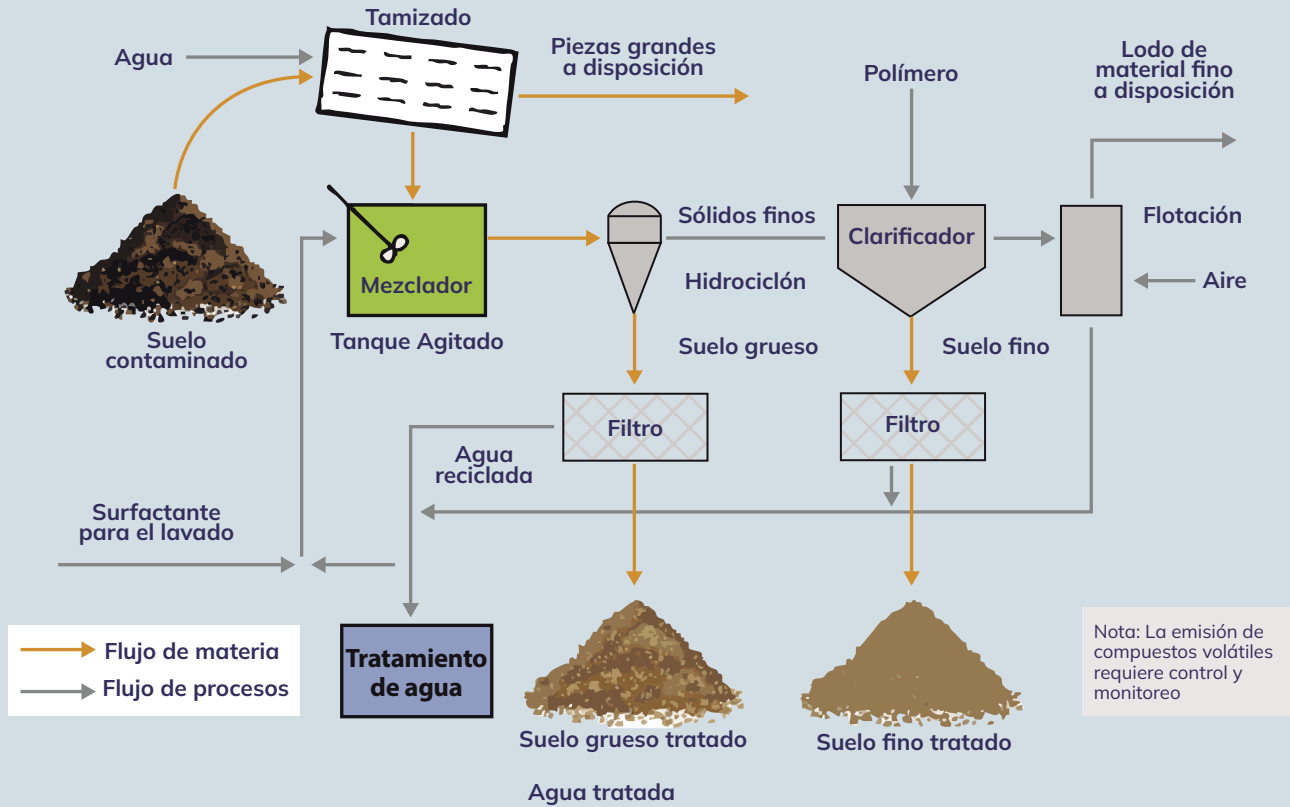 Tamizado
Agua
Piezas grandes
a disposición
Polímero
Lodo de
material fino
a disposición
Sólidos finos
Clarificador
Flotación
Mezclador
Hidrociclón
Aire
Suelo
contaminado
Tanque Agitado
Suelo grueso
Suelo fino
Filtro
Filtro
Agua
reciclada
Surfactante
para el lavado
Flujo de materia
Flujo de procesos
Tratamiento
de agua
Nota: La emisión de
compuestos volátiles
requiere control y
monitoreo
Suelo grueso tratado
Suelo fino tratado
Agua tratada